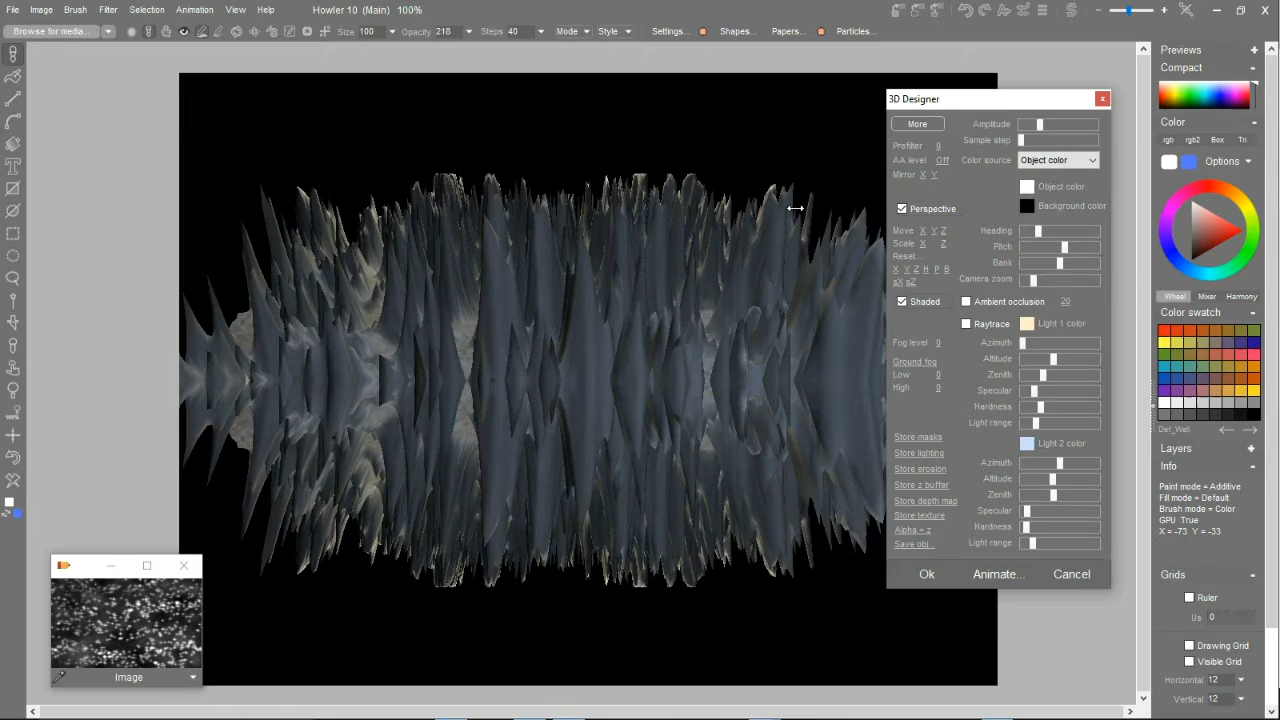 File Image Brush Filter Selection Animation View Help Howler 10 (Main) 100%
Browse for media... Size 100 Opacity 218 Steps 40 Mode Style Settings... Shapes... Papers... Particles...
3D Designer
More
Prefilter 0
AA level Off
Mirror X Y
Perspective
Move X Y Z
Scale X Z
Reset...
X Y Z H P B
sX sZ
Shaded
Fog level 0
Ground fog
Low 0
High 0
Store masks
Store lighting
Store erosion
Store z buffer
Store depth map
Store texture
Alpha = z
Save obj...
Amplitude
Sample step
Color source Object color
Object color
Background color
Heading
Pitch
Bank
Camera zoom
Ambient occlusion 20
Raytrace Light 1 color
Azimuth
Altitude
Zenith
Specular
Hardness
Light range
Light 2 color
Azimuth
Altitude
Zenith
Specular
Hardness
Light range
Ok Animate... Cancel
Image
Previews
Compact
Color
rgb rgb2 Box Tri
Options
Wheel Mixer Harmony
Color swatch
Def_Well
Layers
Info
Paint mode = Additive
Fill mode = Default
Brush mode = Color
GPU True
X = -73 Y = -33
Grids
Ruler
Us. 0
Drawing Grid
Visible Grid
Horizontal 12
Vertical 12